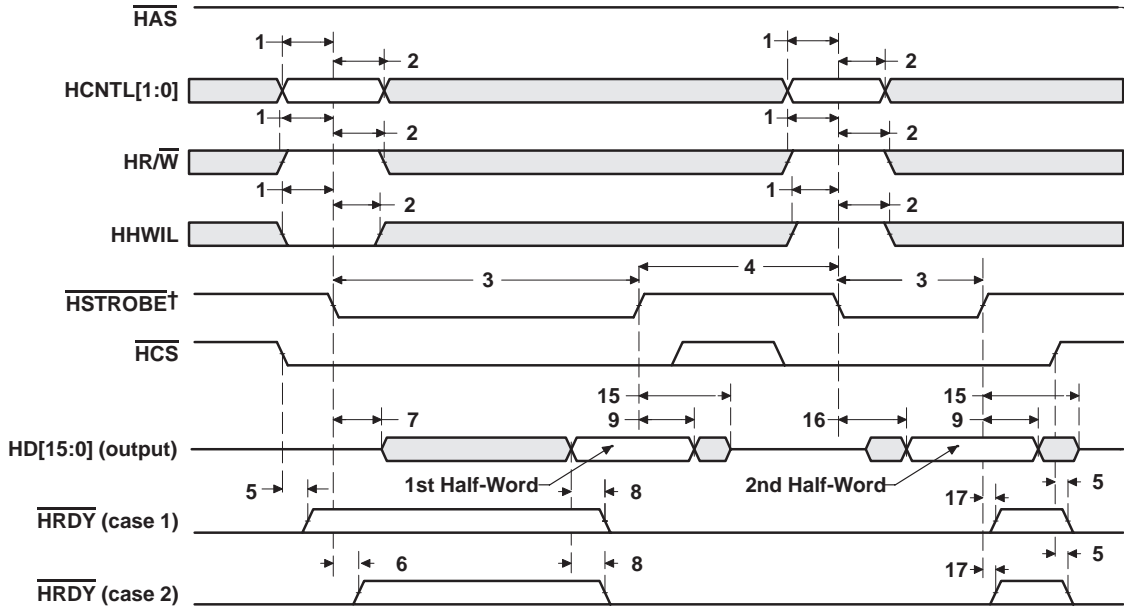 HAS
1 1
2 2
HCNTL[1:0]
1 1
2 2
HR/W
1 1
2 2
HHWIL
4
3 3
HSTROBE†
HCS
15 15
7 9 16 9
HD[15:0] (output)
1st Half-Word 2nd Half-Word
5 8 17 5
HRDY (case 1)
6 8 17 5
HRDY (case 2)